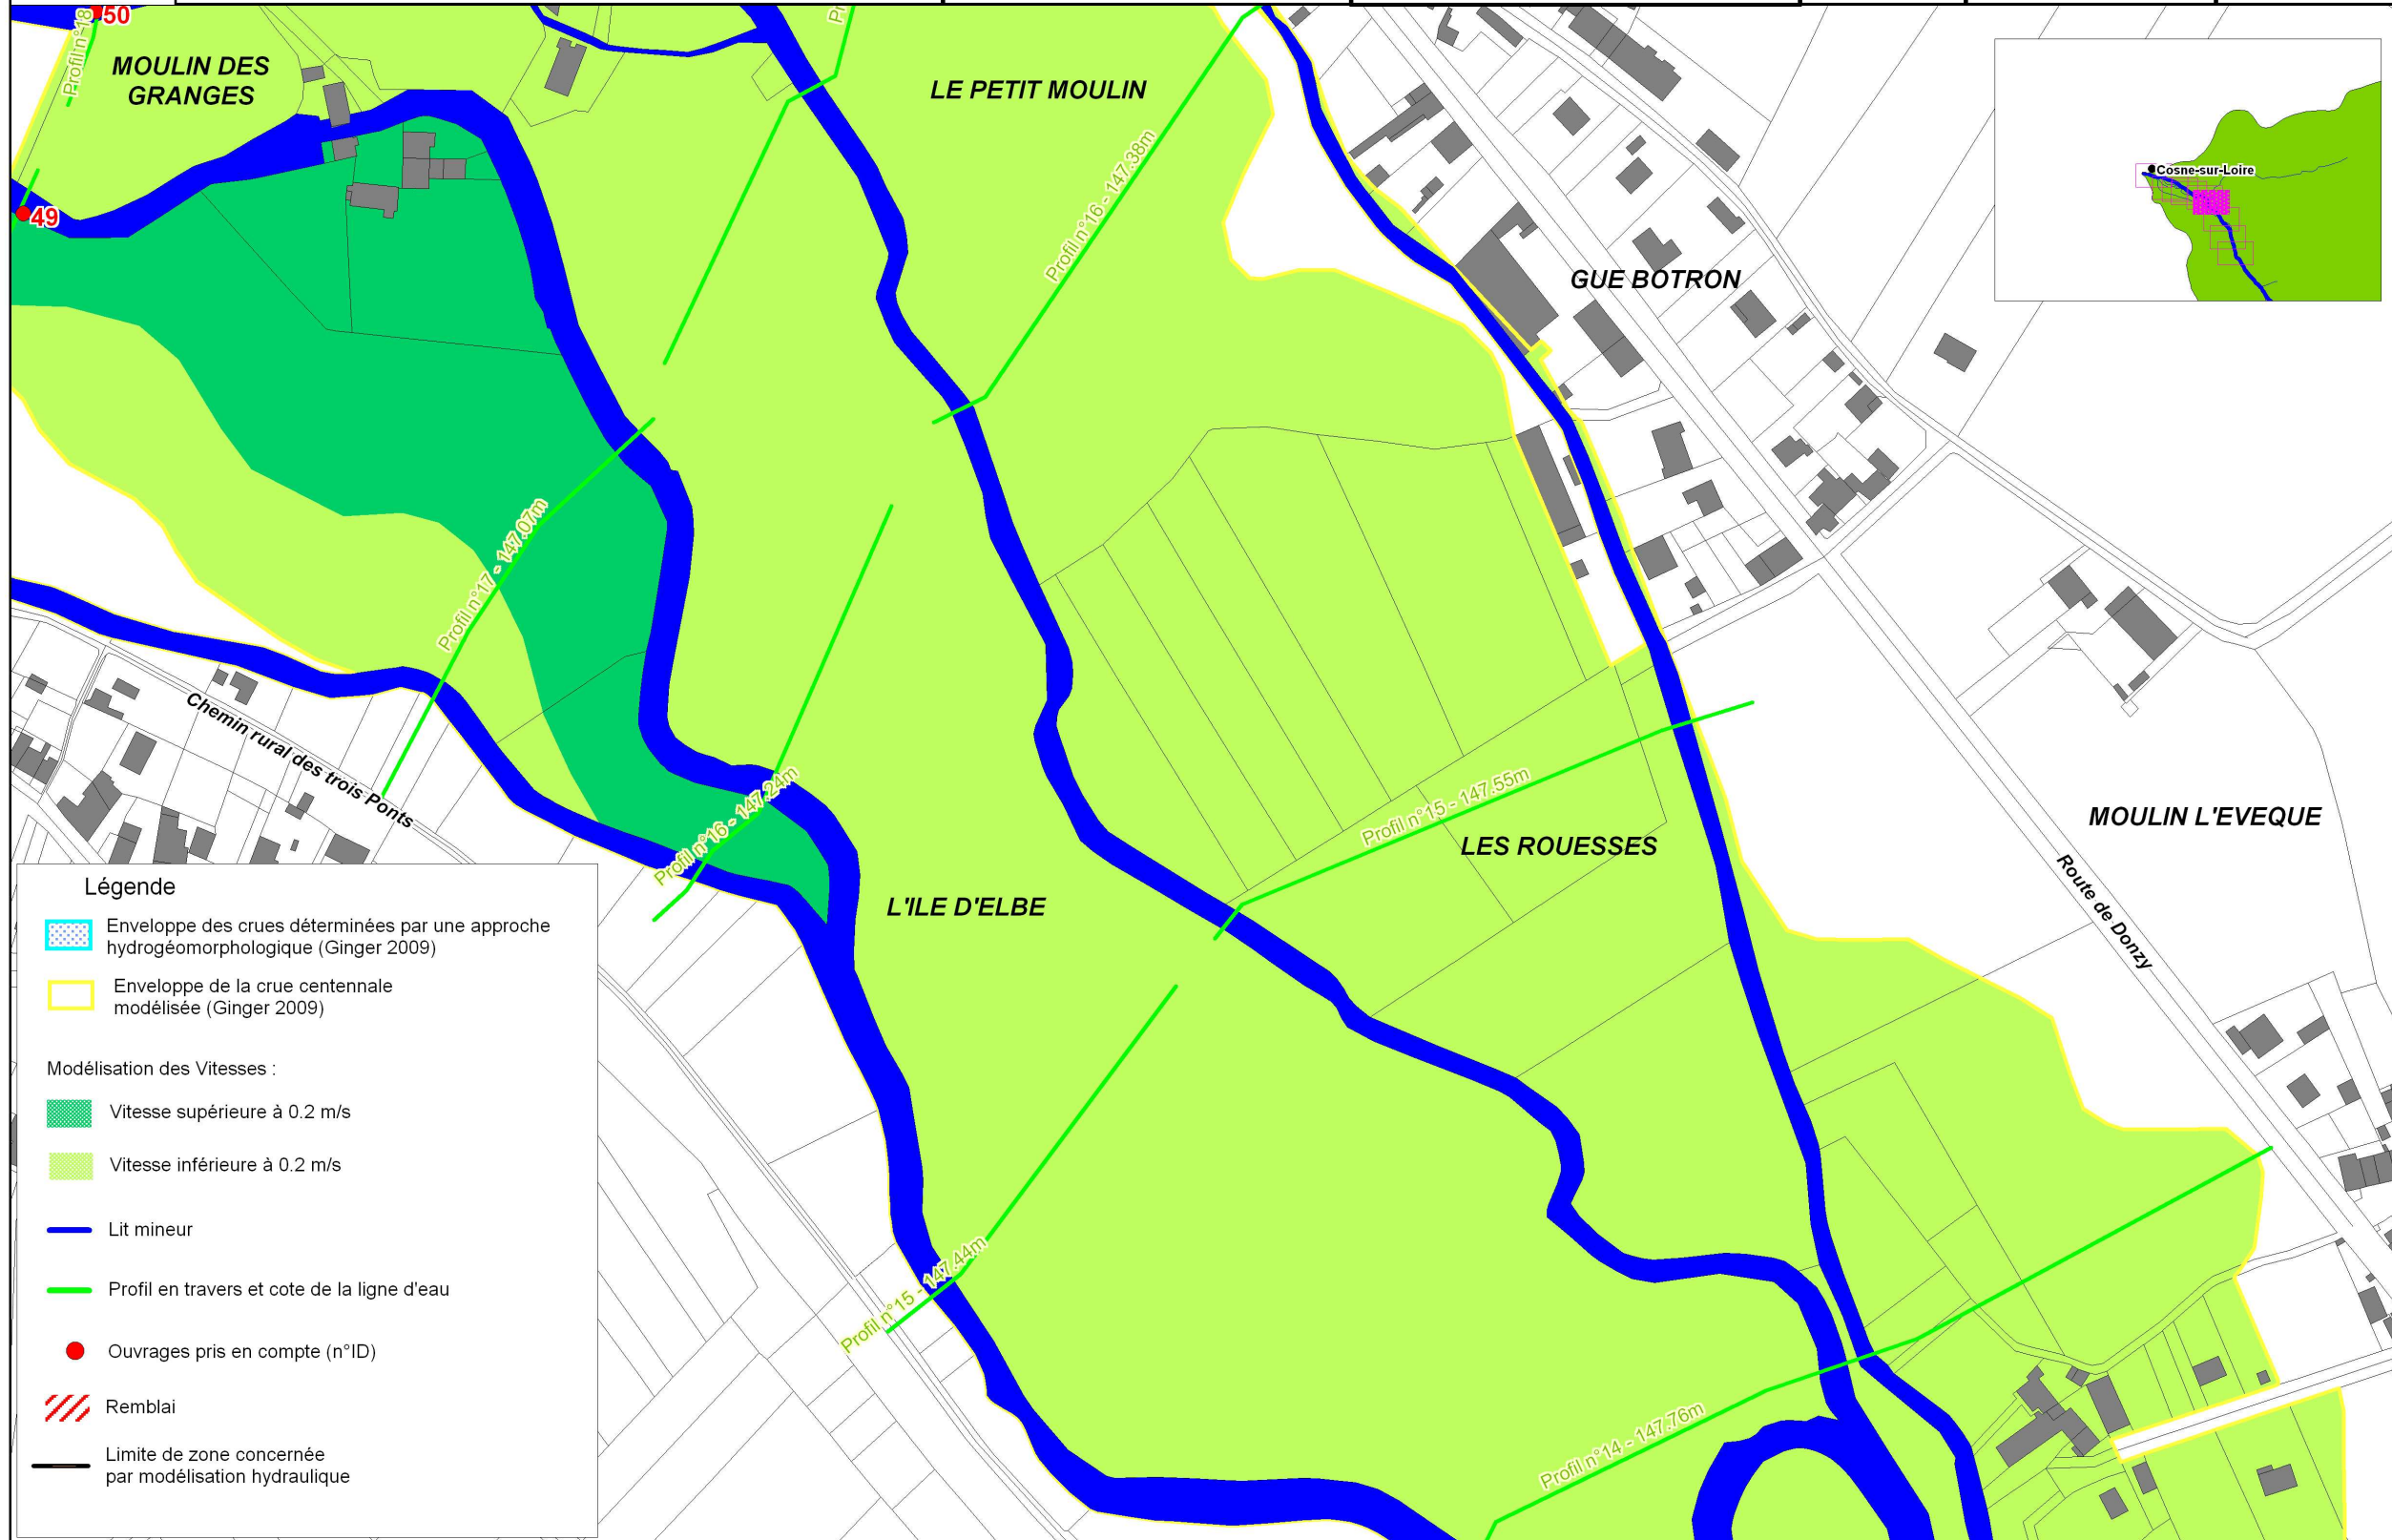 50
Profil n°18
MOULIN DES
GRANGES
LE PETIT MOULIN
Profil n°16 - 147.38m
Cosne-sur-Loire
49
GUE BOTRON
Profil n°17 - 147.07m
Chemin rural des trois Ponts
Profil n°16 - 147.24m
Profil n°15 - 147.55m
LES ROUESSES
MOULIN L'EVEQUE
Route de Donzy
L'ILE D'ELBE
Profil n°15 - 147.44m
Profil n°14 - 147.76m
Légende
Enveloppe des crues déterminées par une approche
hydrogéomorphologique (Ginger 2009)
Enveloppe de la crue centennale
modélisée (Ginger 2009)
Modélisation des Vitesses :
Vitesse supérieure à 0.2 m/s
Vitesse inférieure à 0.2 m/s
Lit mineur
Profil en travers et cote de la ligne d'eau
Ouvrages pris en compte (n°ID)
Remblai
Limite de zone concernée
par modélisation hydraulique